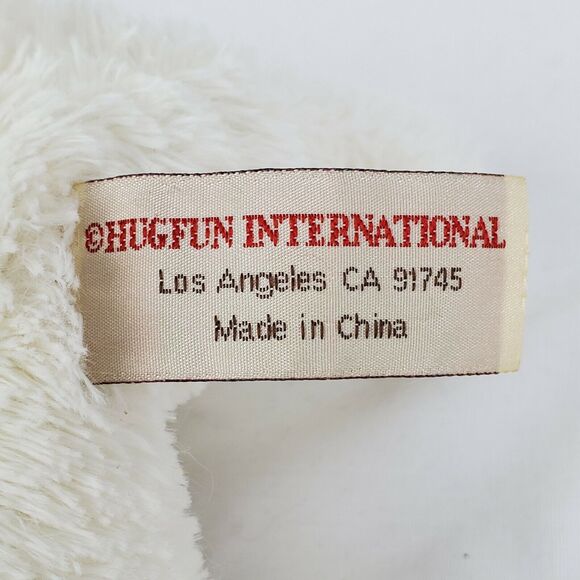 ©HUGFUN INTERNATIONAL
Los Angeles CA 91745
Made in China